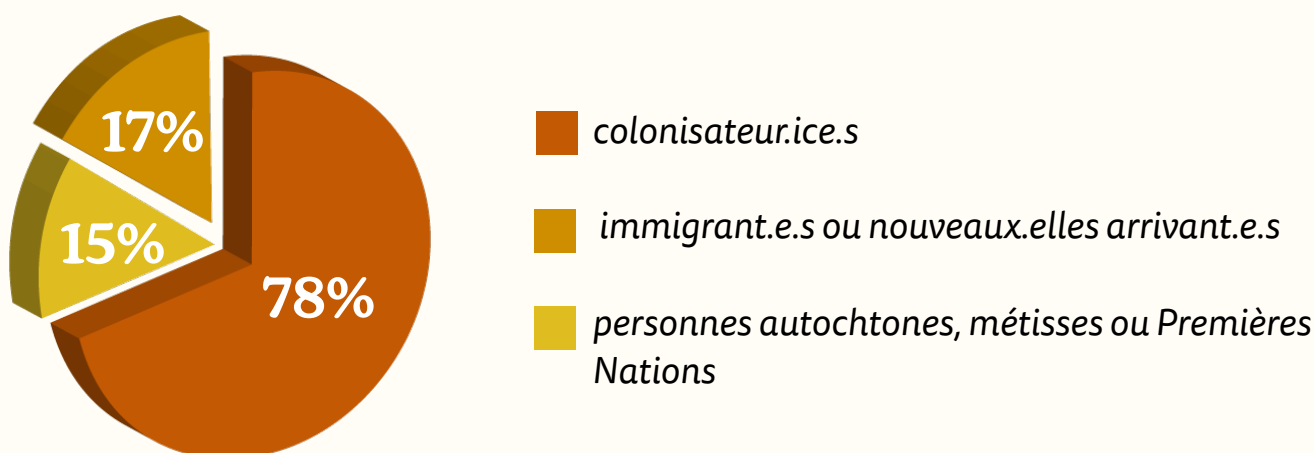 17%
15%
78%
colonisateur.ice.s
immigrant.e.s ou nouveaux.elles arrivant.e.s
personnes autochtones, métisses ou Premières
Nations